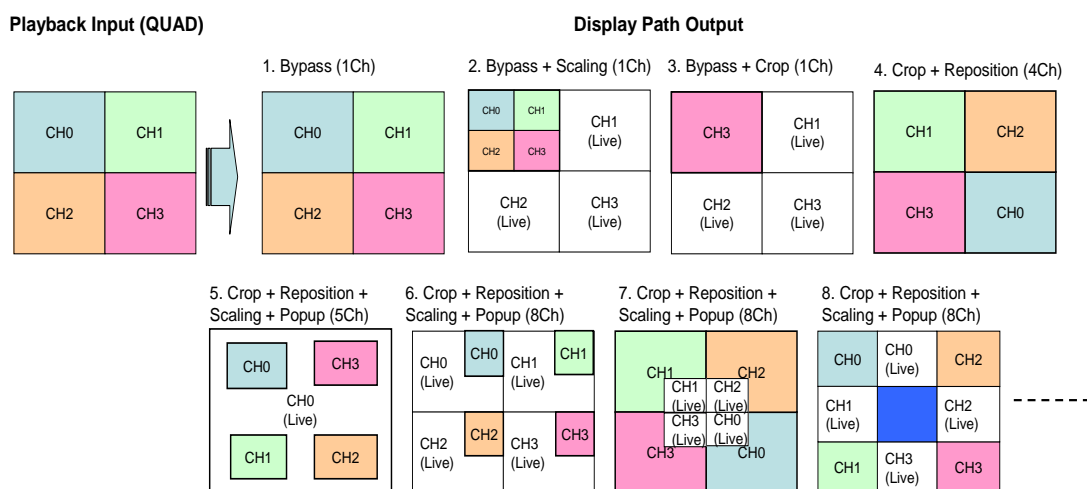 Playback Input (QUAD)
Display Path Output
1. Bypass (1Ch)
2. Bypass + Scaling (1Ch)
3. Bypass + Crop (1Ch)
4. Crop + Reposition (4Ch)
CH0
CH1
CH2
CH3
CH0
CH1
CH2
CH3
CH0
CH1
CH2
CH3
CH1
(Live)
CH2
(Live)
CH3
(Live)
CH3
CH1
(Live)
CH2
(Live)
CH3
(Live)
CH1
CH2
CH3
CH0
5. Crop + Reposition +
Scaling + Popup (5Ch)
6. Crop + Reposition +
Scaling + Popup (8Ch)
7. Crop + Reposition +
Scaling + Popup (8Ch)
8. Crop + Reposition +
Scaling + Popup (8Ch)
CH0
CH3
CH0
(Live)
CH1
CH2
CH0
(Live)
CH0
CH1
(Live)
CH1
CH2
(Live)
CH2
CH3
(Live)
CH3
CH1
CH2
CH1
(Live)
CH2
(Live)
CH3
(Live)
CH0
(Live)
CH3
CH0
CH0
CH0
(Live)
CH2
CH1
(Live)
CH2
(Live)
CH1
CH3
(Live)
CH3